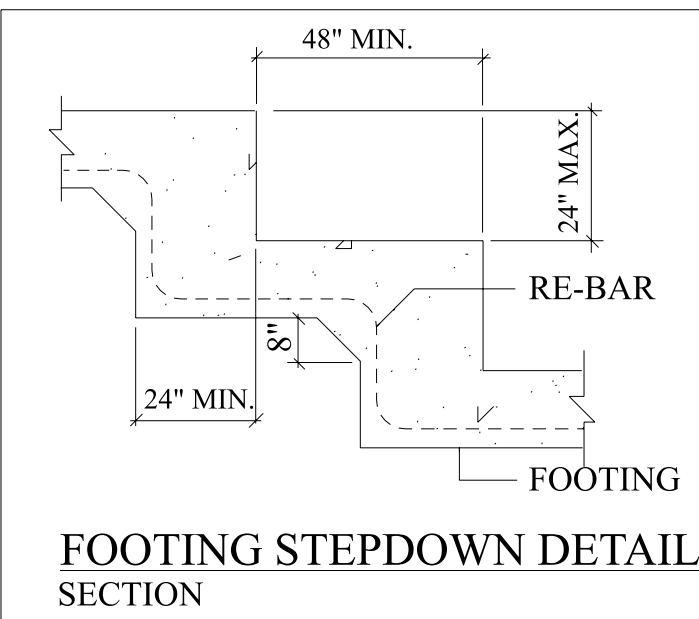 48" MIN.
24" MAX.
RE-BAR
8"
24" MIN.
FOOTING
FOOTING STEPDOWN DETAIL
SECTION